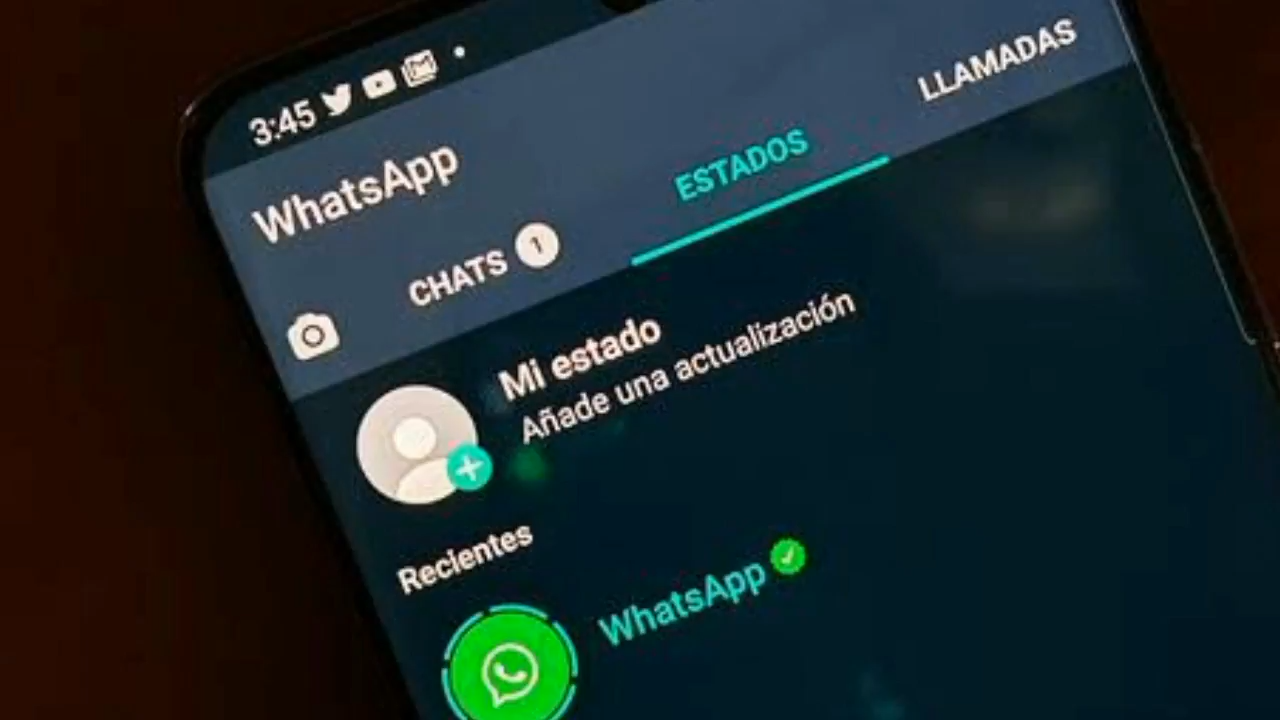 3:45
WhatsApp
CHATS 1 ESTADOS LLAMADAS
Mi estado
Añade una actualización
Recientes
WhatsApp